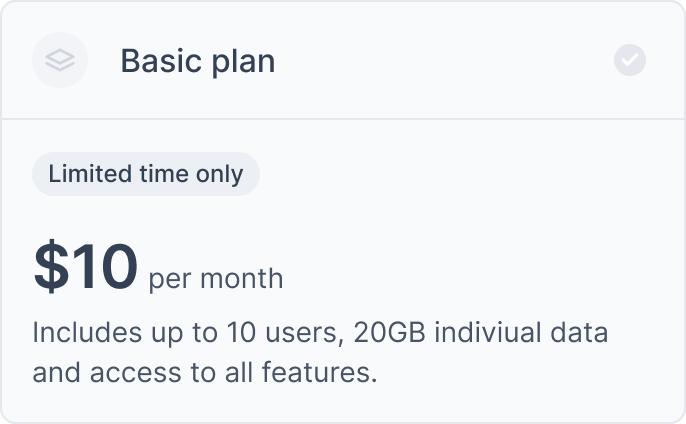 Basic plan
Limited time only
$10 per month
Includes up to 10 users, 20GB indiviual data
and access to all features.